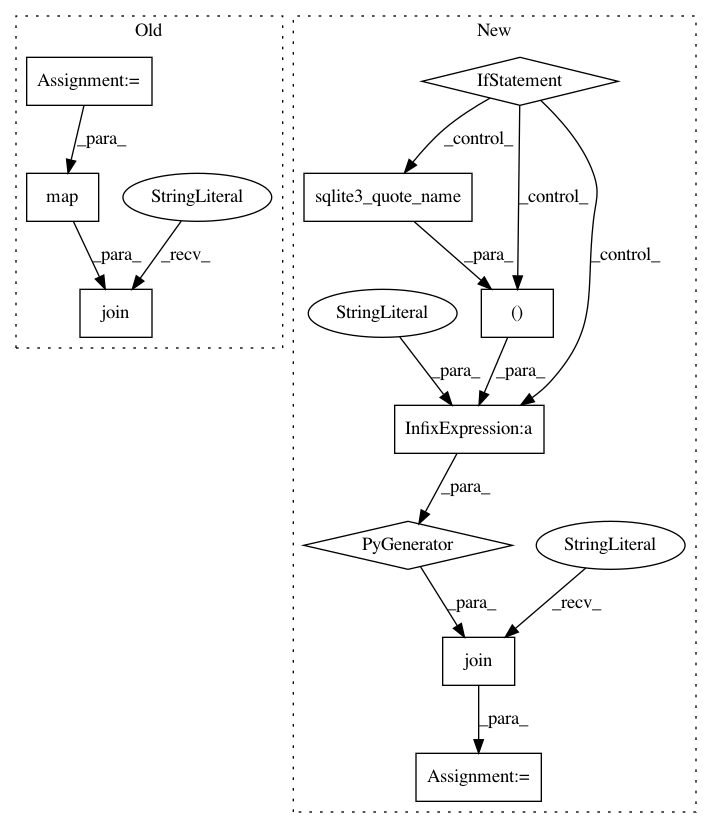 Old
New
Assignment:=
IfStatement
_para_
_control_
map
StringLiteral
sqlite3_quote_name
_control_
_para_
_recv_
_para_
_control_
join
StringLiteral
()
_para_
_para_
InfixExpression:a
_para_
PyGenerator
StringLiteral
_para_
_recv_
join
_para_
Assignment:=